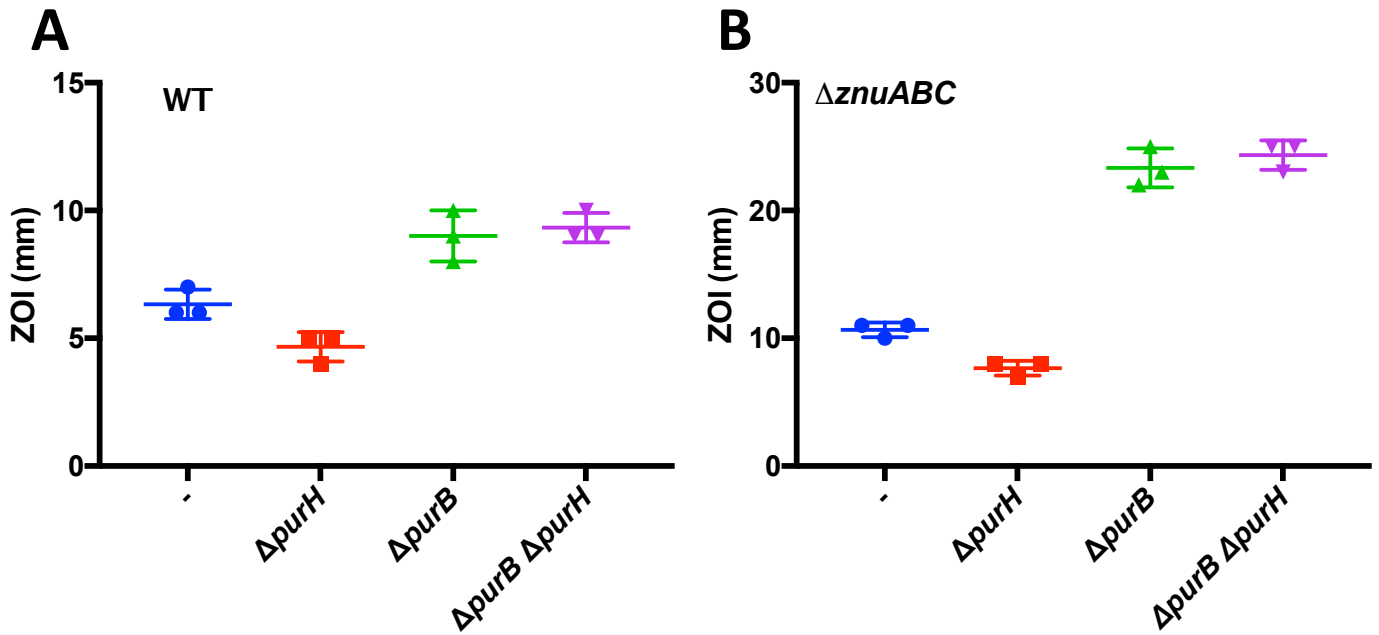 A
WT
ZOI (mm)
15
10
5
0
-
ΔpurH
ΔpurB
ΔpurB ΔpurH
B
ΔznuABC
ZOI (mm)
30
20
10
0
-
ΔpurH
ΔpurB
ΔpurB ΔpurH